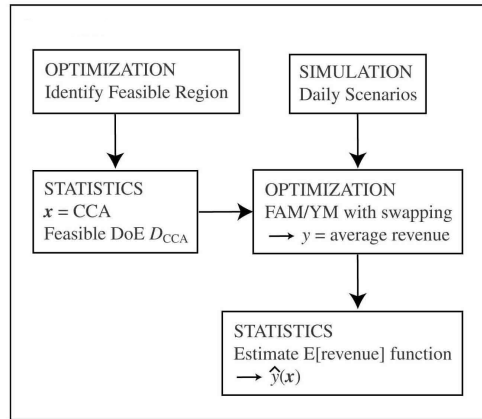 OPTIMIZATION
Identify Feasible Region
SIMULATION
Daily Scenarios
STATISTICS
x = CCA
Feasible DoE D_CCA
OPTIMIZATION
FAM/YM with swapping
→ y = average revenue
STATISTICS
Estimate E[revenue] function
→ ŷ(x)